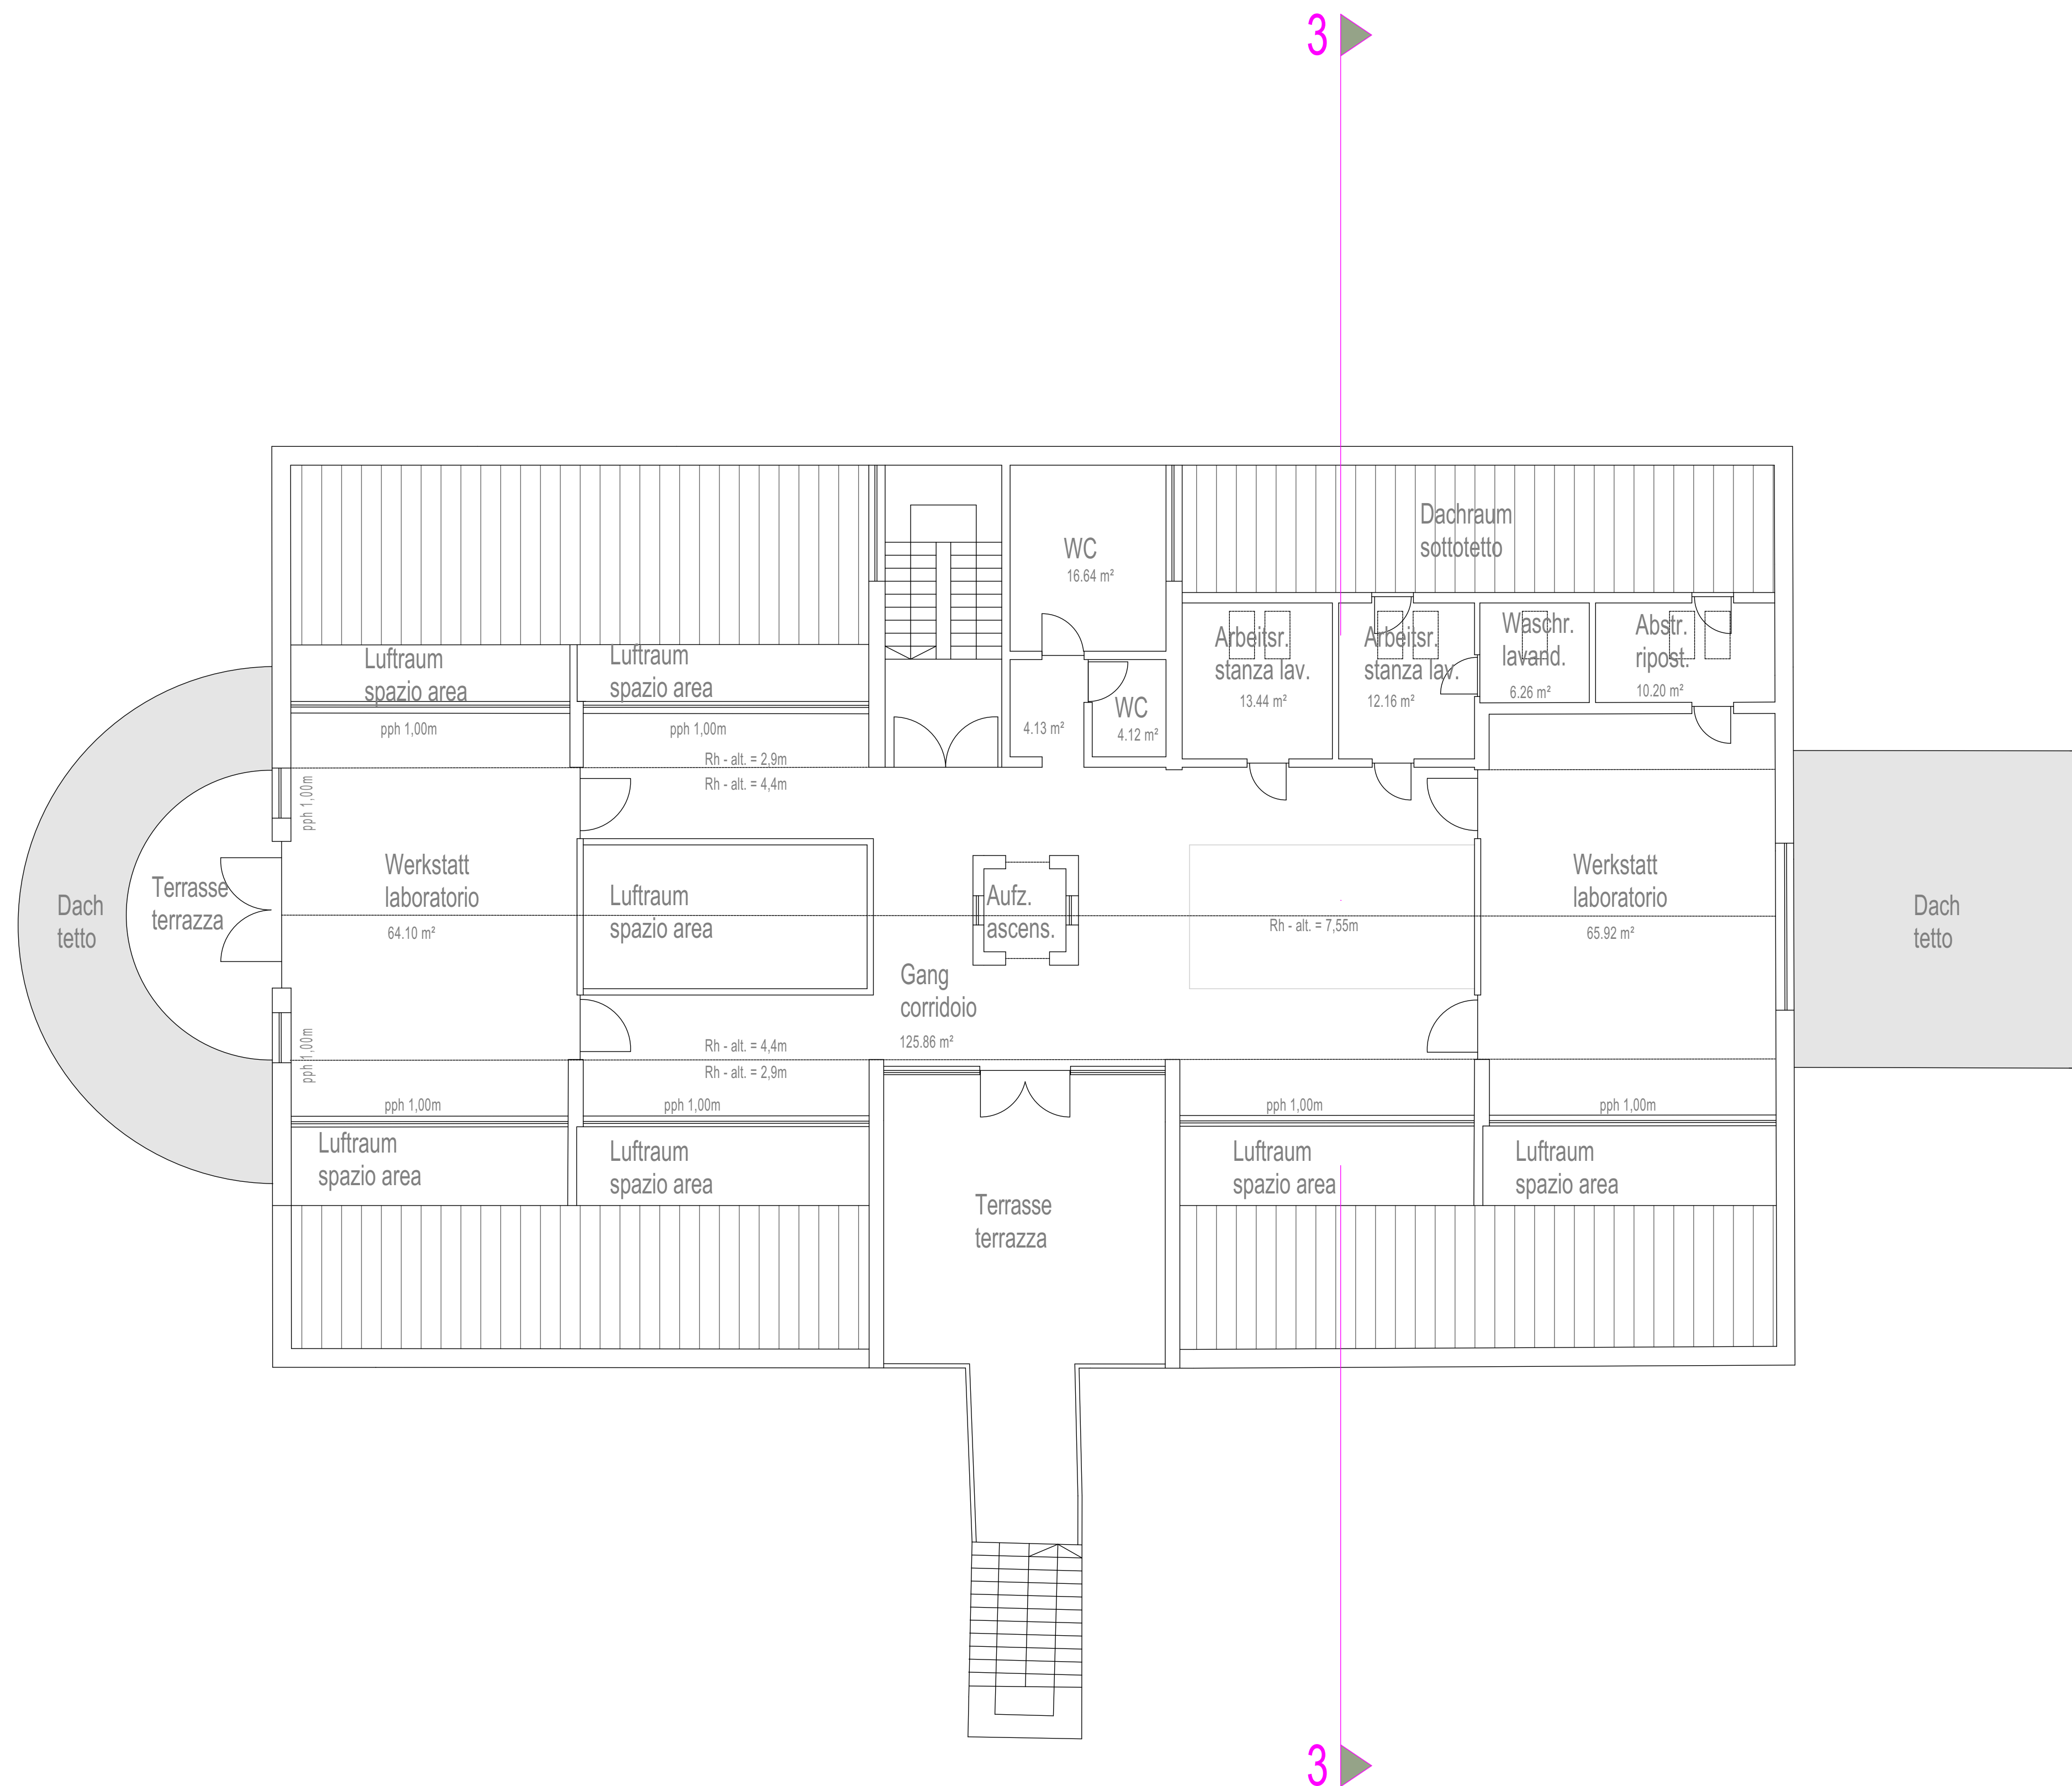 3
Dachraum
sottotetto
WC
16.64 m²
Luftraum
spazio area
Luftraum
spazio area
Arbeitsr.
stanza lav.
13.44 m²
Arbeitsr.
stanza lav.
12.16 m²
Waschr.
lavand.
6.26 m²
Abstr.
ripost.
10.20 m²
pph 1,00m
pph 1,00m
4.13 m²
WC
4.12 m²
Rh - alt. = 2,9m
Rh - alt. = 4,4m
pph 1,00m
Dach
tetto
Terrasse
terrazza
Werkstatt
laboratorio
64.10 m²
Luftraum
spazio area
Aufz.
ascens.
Rh - alt. = 7,55m
Werkstatt
laboratorio
65.92 m²
Dach
tetto
Gang
corridoio
125.86 m²
pph 1,00m
Rh - alt. = 4,4m
Rh - alt. = 2,9m
pph 1,00m
pph 1,00m
pph 1,00m
pph 1,00m
Luftraum
spazio area
Luftraum
spazio area
Luftraum
spazio area
Luftraum
spazio area
Terrasse
terrazza
3